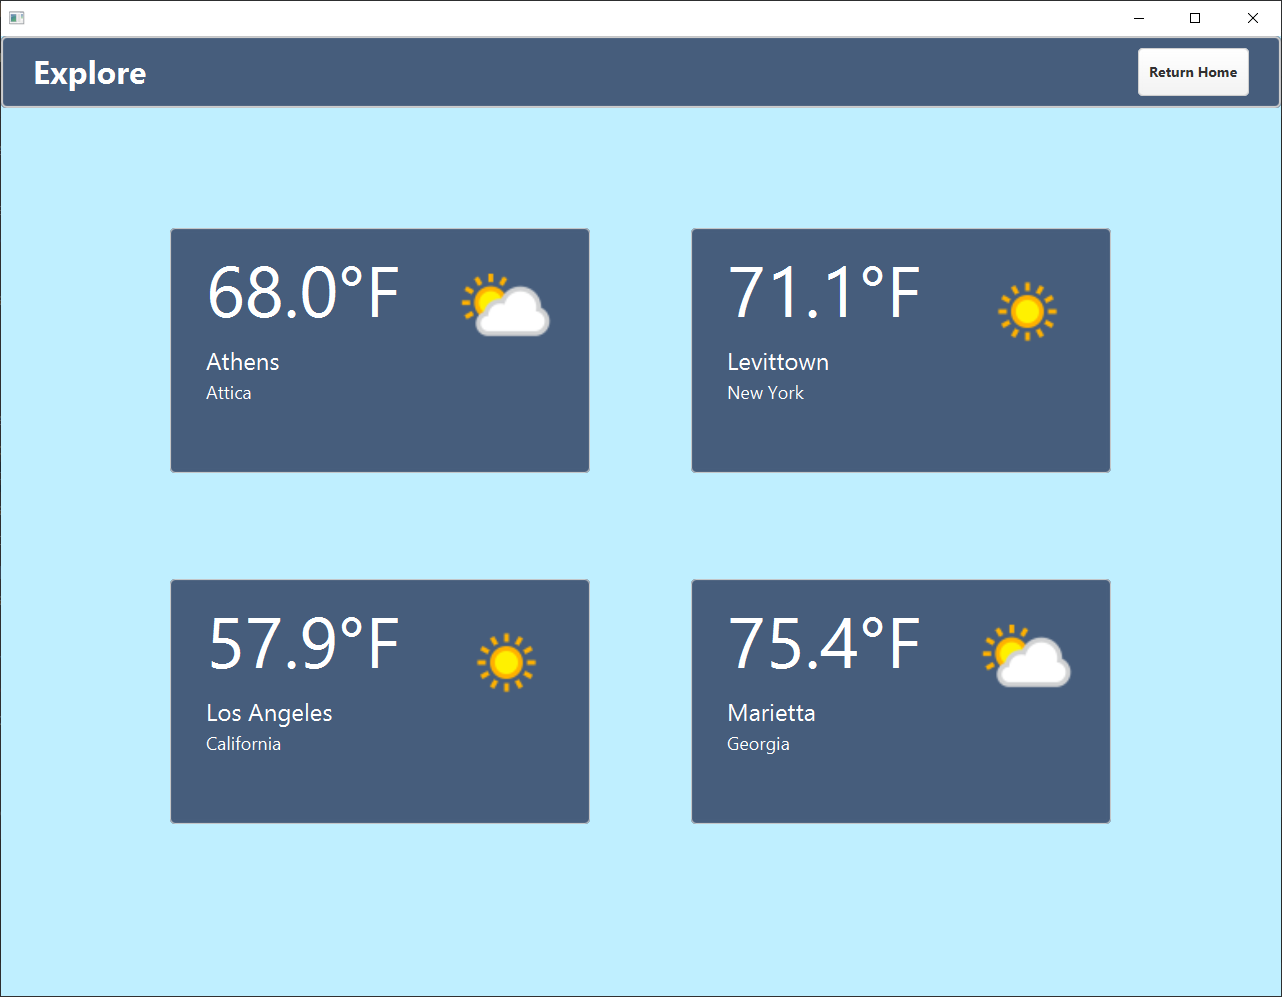 Explore
Return Home
68.0°F
Athens
Attica
71.1°F
Levittown
New York
57.9°F
Los Angeles
California
75.4°F
Marietta
Georgia